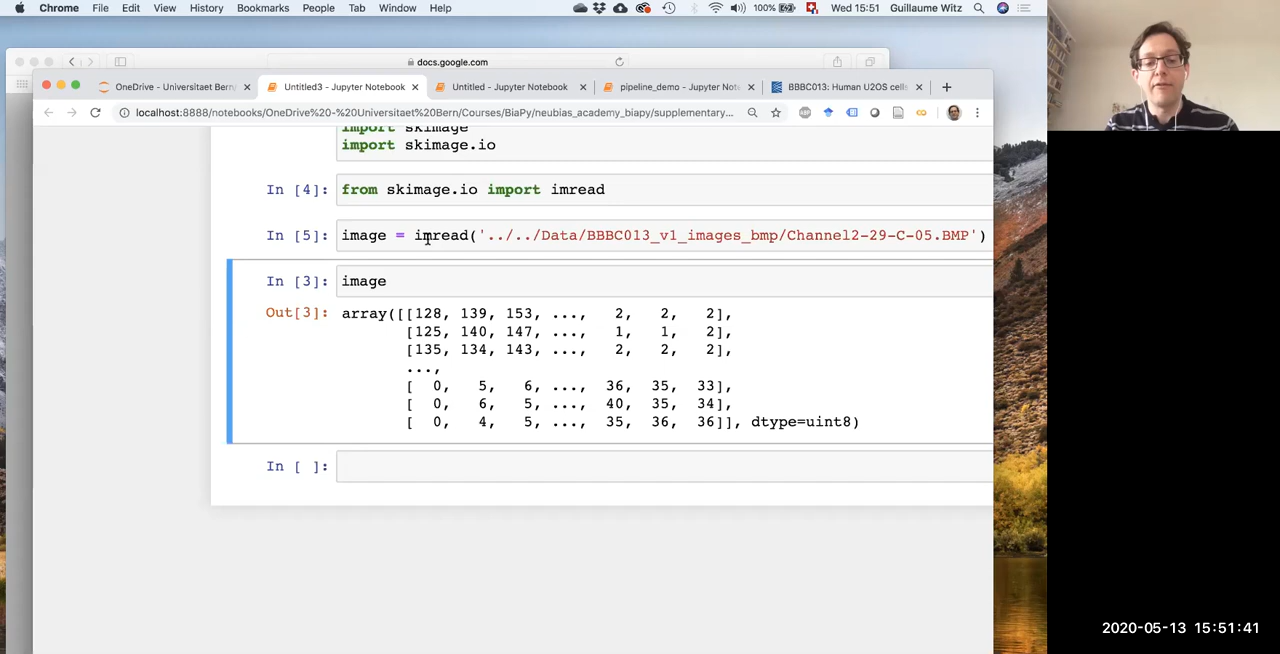 Chrome File Edit View History Bookmarks People Tab Window Help 100% Wed 15:51 Guillaume Witz
docs.google.com
OneDrive - Universitaet Bern Untitled3 - Jupyter Notebook Untitled - Jupyter Notebook pipeline_demo - Jupyter Not BBBC013: Human U2OS cells
localhost:8888/notebooks/OneDrive%20-%20Universitaet%20Bern/Courses/BiaPy/neubias_academy_biapy/supplementary...
import skimage
import skimage.io
In [4]: from skimage.io import imread
In [5]: image = imread('../../Data/BBBC013_v1_images_bmp/Channel2-29-C-05.BMP')
In [3]: image
Out[3]: array([[128, 139, 153, ..., 2, 2, 2],
[125, 140, 147, ..., 1, 1, 2],
[135, 134, 143, ..., 2, 2, 2],
...,
[ 0, 5, 6, ..., 36, 35, 33],
[ 0, 6, 5, ..., 40, 35, 34],
[ 0, 4, 5, ..., 35, 36, 36]], dtype=uint8)
In [ ]:
2020-05-13 15:51:41